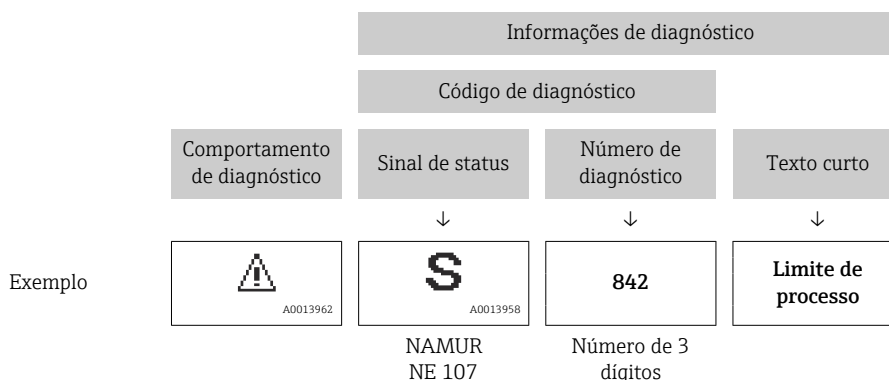 Informações de diagnóstico
Código de diagnóstico
Comportamento
de diagnóstico
Sinal de status
Número de
diagnóstico
Texto curto
↓ ↓ ↓
Exemplo
A0013962
S
A0013958
842
Limite de
processo
NAMUR
NE 107
Número de 3
dígitos